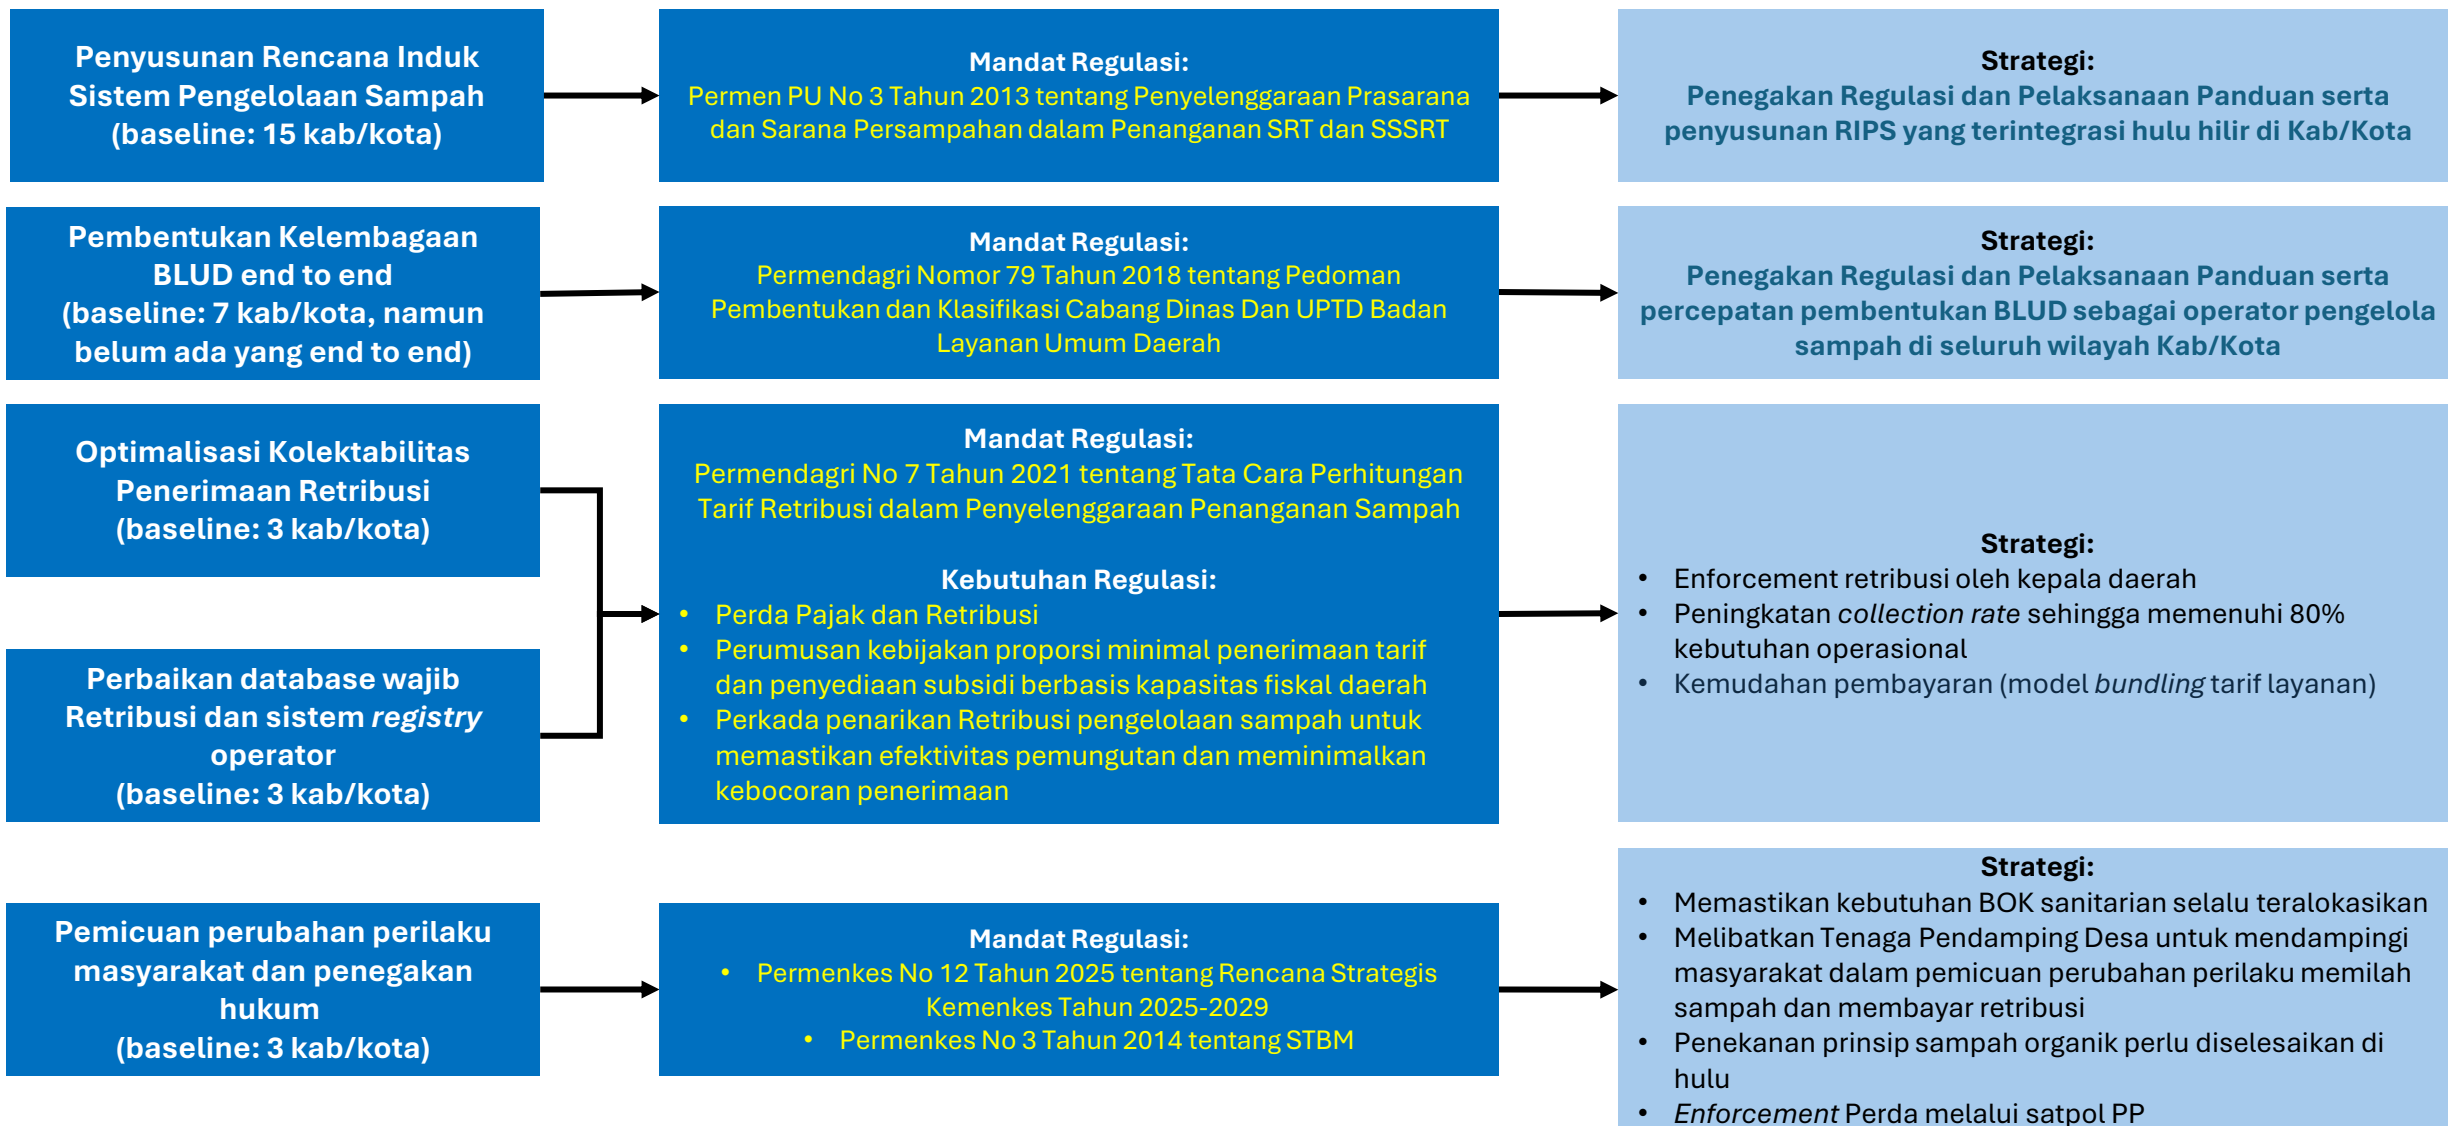 Penyusunan Rencana Induk
Sistem Pengelolaan Sampah
(baseline: 15 kab/kota)
Mandat Regulasi:
Permen PU No 3 Tahun 2013 tentang Penyelenggaraan Prasarana
dan Sarana Persampahan dalam Penanganan SRT dan SSSRT
Strategi:
Penegakan Regulasi dan Pelaksanaan Panduan serta
penyusunan RIPS yang terintegrasi hulu hilir di Kab/Kota
Pembentukan Kelembagaan
BLUD end to end
(baseline: 7 kab/kota, namun
belum ada yang end to end)
Mandat Regulasi:
Permendagri Nomor 79 Tahun 2018 tentang Pedoman
Pembentukan dan Klasifikasi Cabang Dinas Dan UPTD Badan
Layanan Umum Daerah
Strategi:
Penegakan Regulasi dan Pelaksanaan Panduan serta
percepatan pembentukan BLUD sebagai operator pengelola
sampah di seluruh wilayah Kab/Kota
Optimalisasi Kolektabilitas
Penerimaan Retribusi
(baseline: 3 kab/kota)
Perbaikan database wajib
Retribusi dan sistem registry
operator
(baseline: 3 kab/kota)
Mandat Regulasi:
Permendagri No 7 Tahun 2021 tentang Tata Cara Perhitungan
Tarif Retribusi dalam Penyelenggaraan Penanganan Sampah
Kebutuhan Regulasi:
• Perda Pajak dan Retribusi
• Perumusan kebijakan proporsi minimal penerimaan tarif
dan penyediaan subsidi berbasis kapasitas fiskal daerah
• Perkada penarikan Retribusi pengelolaan sampah untuk
memastikan efektivitas pemungutan dan meminimalkan
kebocoran penerimaan
Strategi:
• Enforcement retribusi oleh kepala daerah
• Peningkatan collection rate sehingga memenuhi 80%
kebutuhan operasional
• Kemudahan pembayaran (model bundling tarif layanan)
Pemicuan perubahan perilaku
masyarakat dan penegakan
hukum
(baseline: 3 kab/kota)
Mandat Regulasi:
• Permenkes No 12 Tahun 2025 tentang Rencana Strategis
Kemenkes Tahun 2025-2029
• Permenkes No 3 Tahun 2014 tentang STBM
Strategi:
• Memastikan kebutuhan BOK sanitarian selalu teralokasikan
• Melibatkan Tenaga Pendamping Desa untuk mendampingi
masyarakat dalam pemicuan perubahan perilaku memilah
sampah dan membayar retribusi
• Penekanan prinsip sampah organik perlu diselesaikan di
hulu
• Enforcement Perda melalui satpol PP